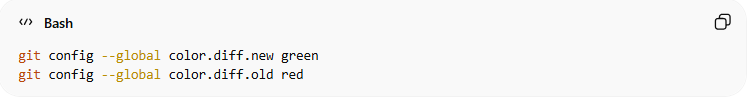 </> Bash
git config --global color.diff.new green
git config --global color.diff.old red